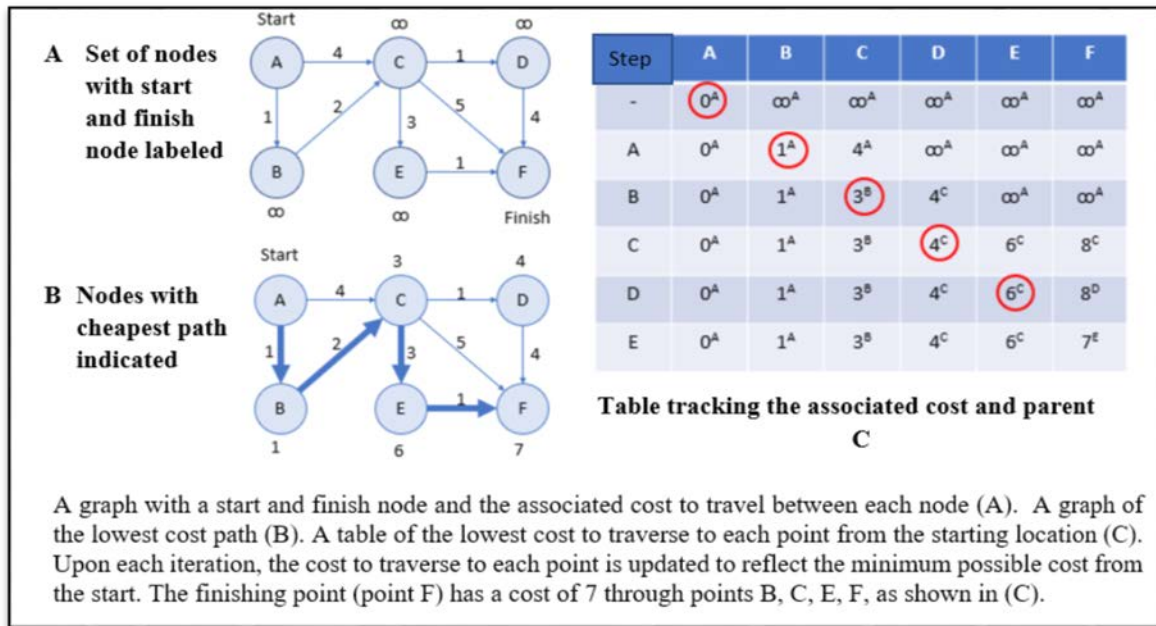 A Set of nodes
with start
and finish
node labeled
Start
∞ ∞
A 4 C 1 D
1 2 3 5 4
B E 1 F
∞ ∞ Finish
B Nodes with
cheapest path
indicated
Start 3 4
A 4 C 1 D
1 2 3 5 4
B E 1 F
1 6 7
Step A B C D E F
- 0ᴬ ∞ᴬ ∞ᴬ ∞ᴬ ∞ᴬ ∞ᴬ
A 0ᴬ 1ᴬ 4ᴬ ∞ᴬ ∞ᴬ ∞ᴬ
B 0ᴬ 1ᴬ 3ᴮ 4ᶜ ∞ᴬ ∞ᴬ
C 0ᴬ 1ᴬ 3ᴮ 4ᶜ 6ᶜ 8ᶜ
D 0ᴬ 1ᴬ 3ᴮ 4ᶜ 6ᶜ 8ᴰ
E 0ᴬ 1ᴬ 3ᴮ 4ᶜ 6ᶜ 7ᴱ
Table tracking the associated cost and parent
C
A graph with a start and finish node and the associated cost to travel between each node (A). A graph of
the lowest cost path (B). A table of the lowest cost to traverse to each point from the starting location (C).
Upon each iteration, the cost to traverse to each point is updated to reflect the minimum possible cost from
the start. The finishing point (point F) has a cost of 7 through points B, C, E, F, as shown in (C).